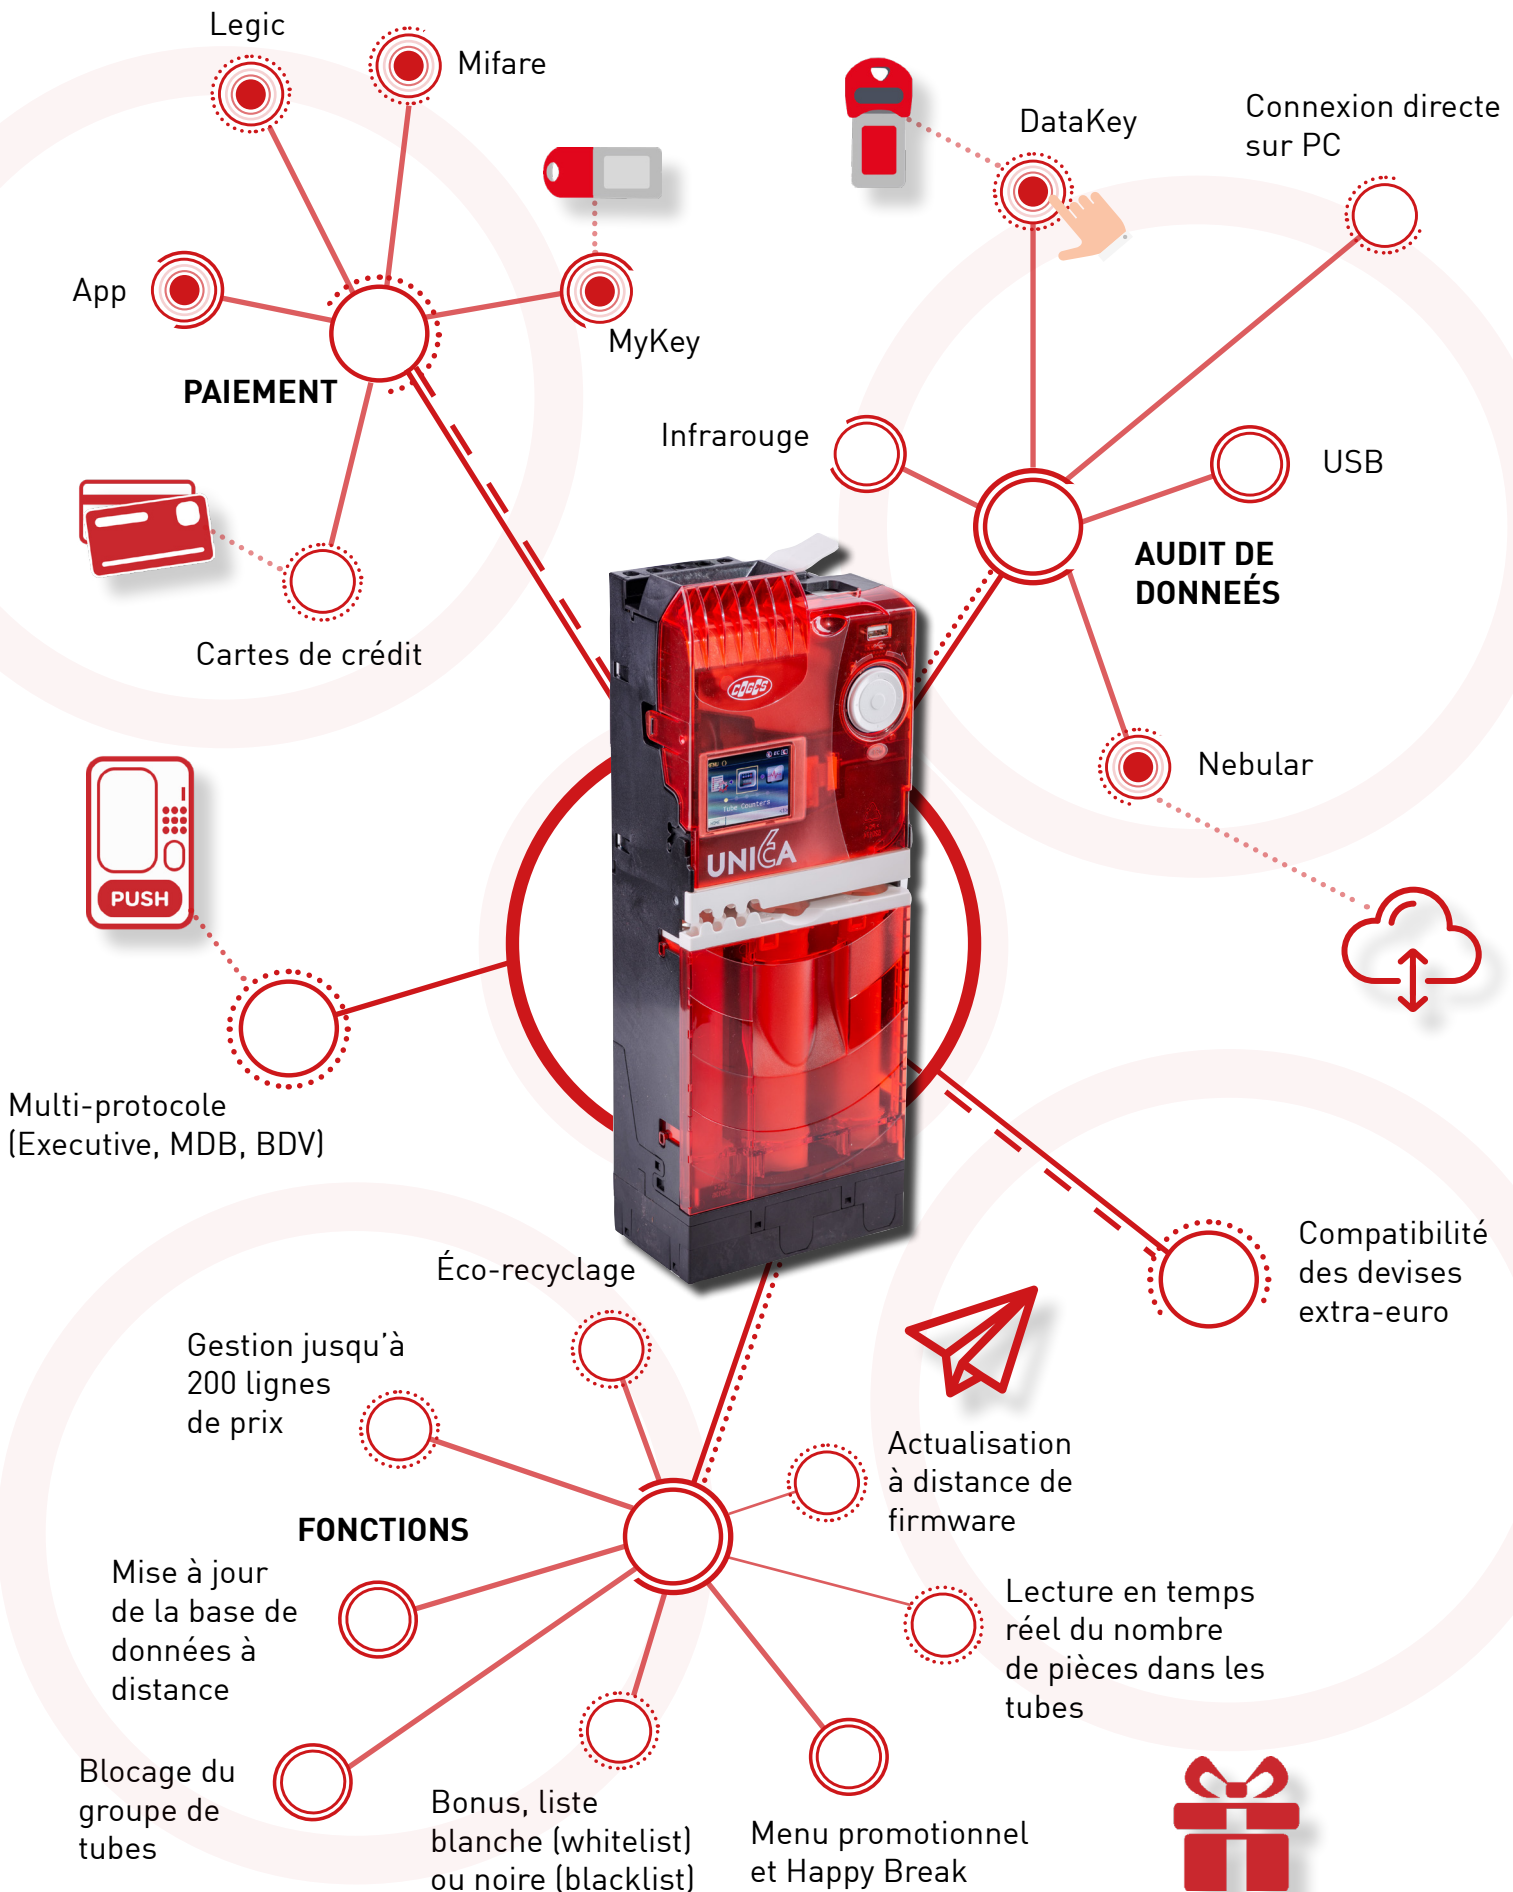 Legic
Mifare
App
MyKey
PAIEMENT
Cartes de crédit
DataKey
Connexion directe
sur PC
Infrarouge
USB
AUDIT DE
DONNEÉS
Nebular
COGES
Tube Counters
UNICA
PUSH
Multi-protocole
(Executive, MDB, BDV)
Compatibilité
des devises
extra-euro
Éco-recyclage
Gestion jusqu'à
200 lignes
de prix
FONCTIONS
Actualisation
à distance de
firmware
Mise à jour
de la base de
données à
distance
Lecture en temps
réel du nombre
de pièces dans les
tubes
Blocage du
groupe de
tubes
Bonus, liste
blanche (whitelist)
ou noire (blacklist)
Menu promotionnel
et Happy Break